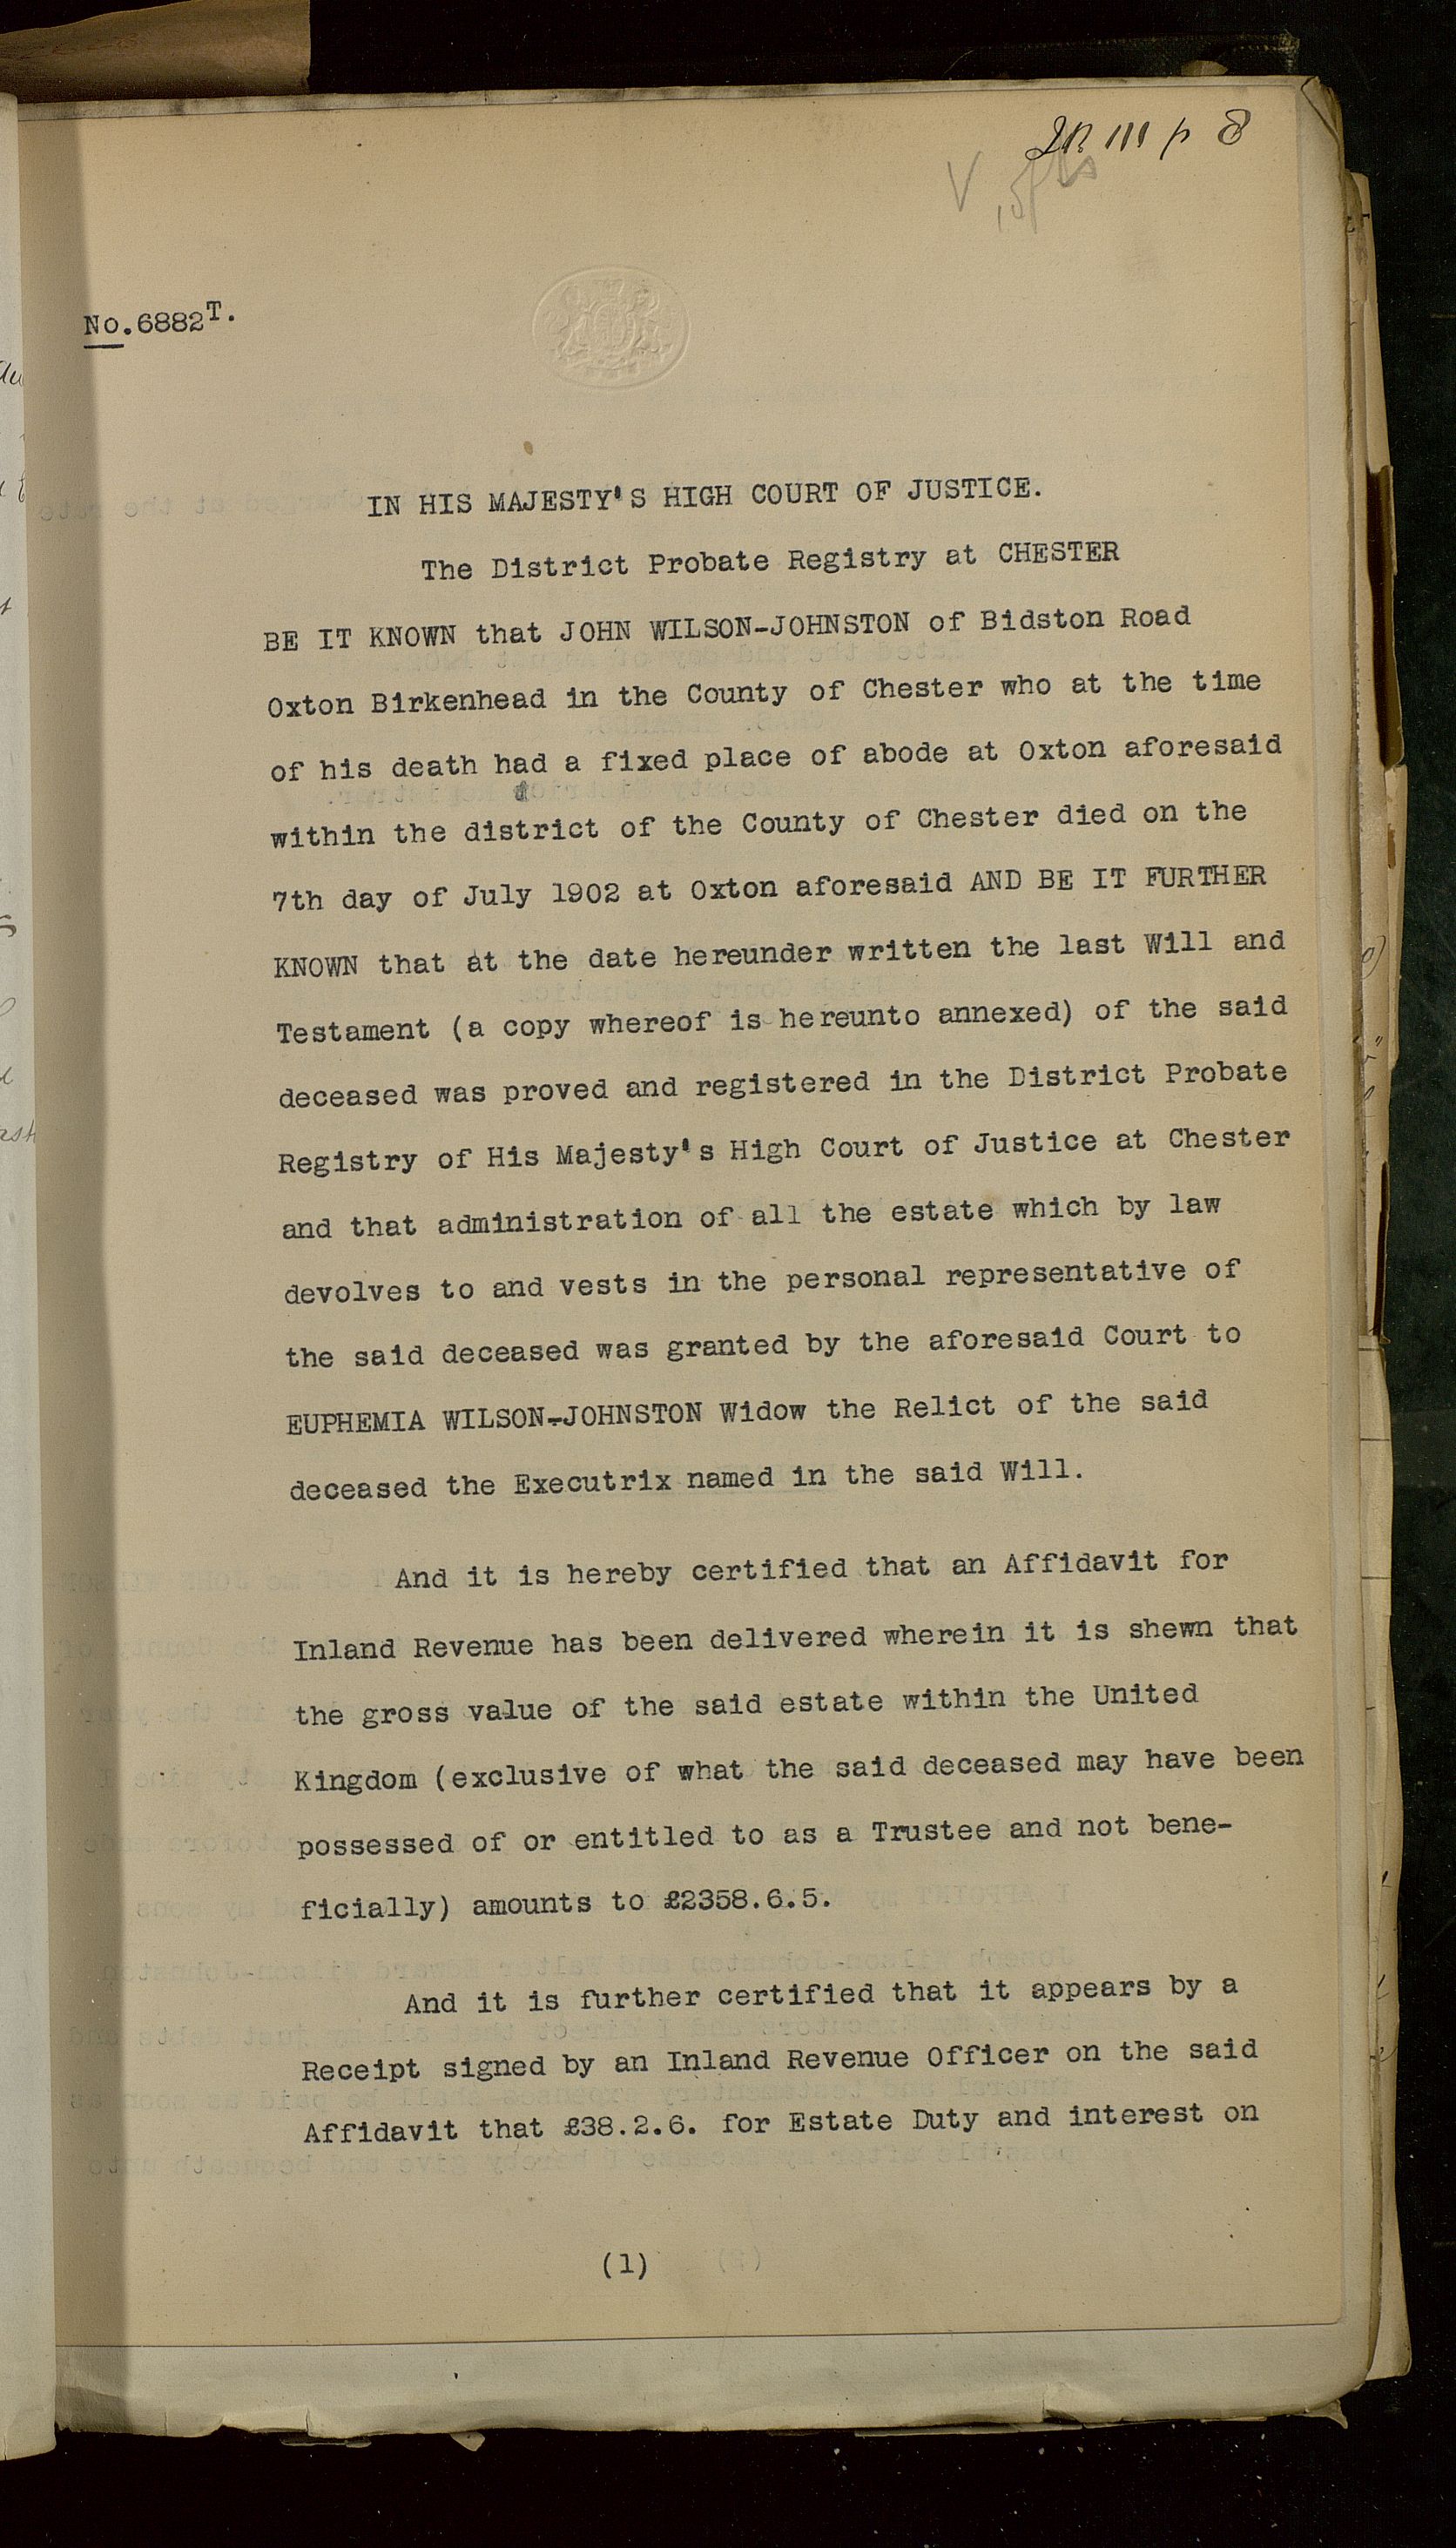 p 8
No.6882T.
IN HIS MAJESTY'S HIGH COURT OF JUSTICE.
The District Probate Registry at CHESTER
BE IT KNOWN that JOHN WILSON-JOHNSTON of Bidston Road
Oxton Birkenhead in the County of Chester who at the time
of his death had a fixed place of abode at Oxton aforesaid
within the district of the County of Chester died on the
7th day of July 1902 at Oxton aforesaid AND BE IT FURTHER
KNOWN that at the date hereunder written the last Will and
Testament (a copy whereof is hereunto annexed) of the said
deceased was proved and registered in the District Probate
Registry of His Majesty's High Court of Justice at Chester
and that administration of all the estate which by law
devolves to and vests in the personal representative of
the said deceased was granted by the aforesaid Court to
EUPHEMIA WILSON-JOHNSTON Widow the Relict of the said
deceased the Executrix named in the said Will.
And it is hereby certified that an Affidavit for
Inland Revenue has been delivered wherein it is shewn that
the gross value of the said estate within the United
Kingdom (exclusive of what the said deceased may have been
possessed of or entitled to as a Trustee and not bene-
ficially) amounts to £2358.6.5.
And it is further certified that it appears by a
Receipt signed by an Inland Revenue Officer on the said
Affidavit that £38.2.6. for Estate Duty and interest on
(1)